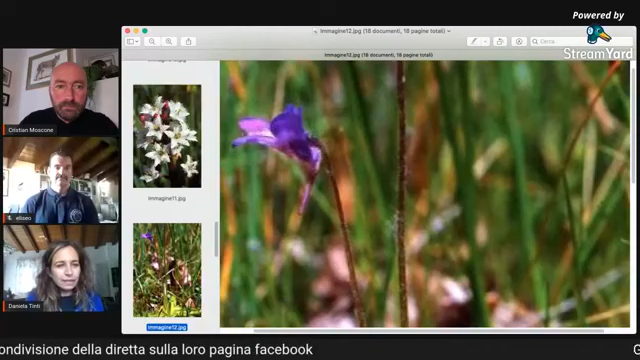 Powered by
StreamYard
Immagine12.jpg (18 documenti, 18 pagine totali)
Cerca
Immagine12.jpg (18 documenti, 18 pagine totali)
Cristian Moscone
Immagine11.jpg
eliseo
Daniela Tinti
Immagine12.jpg
ondivisione della diretta sulla loro pagina facebook